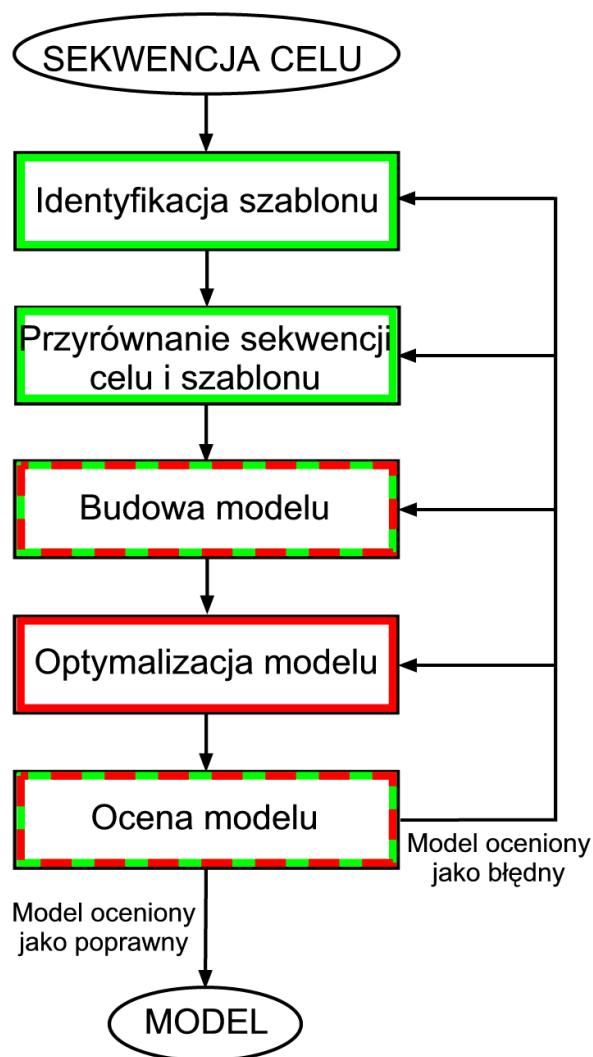 SEKWENCJA CELU
Identyfikacja szablonu
Przyrównanie sekwencji
celu i szablonu
Budowa modelu
Optymalizacja modelu
Ocena modelu
Model oceniony
jako błędny
Model oceniony
jako poprawny
MODEL